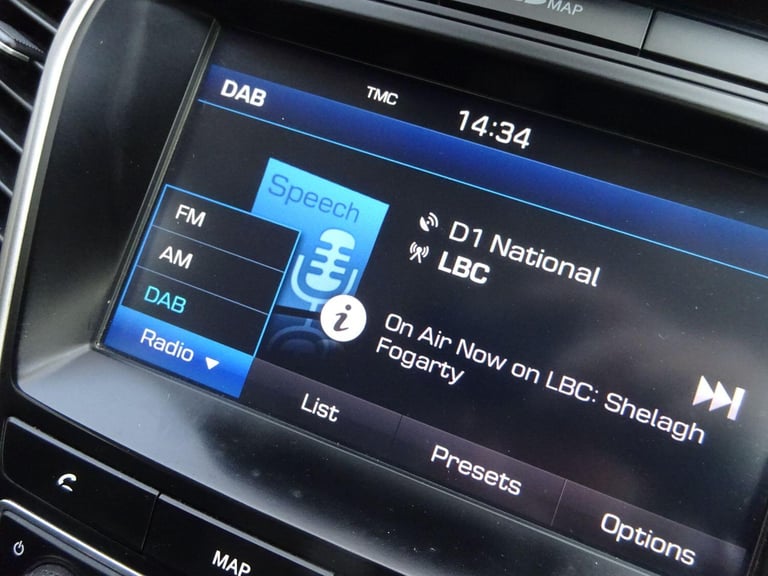 MAP
DAB
TMC
14:34
Speech
FM
AM
DAB
Radio
D1 National
LBC
i
On Air Now on LBC: Shelagh
Fogarty
List
Presets
Options
MAP